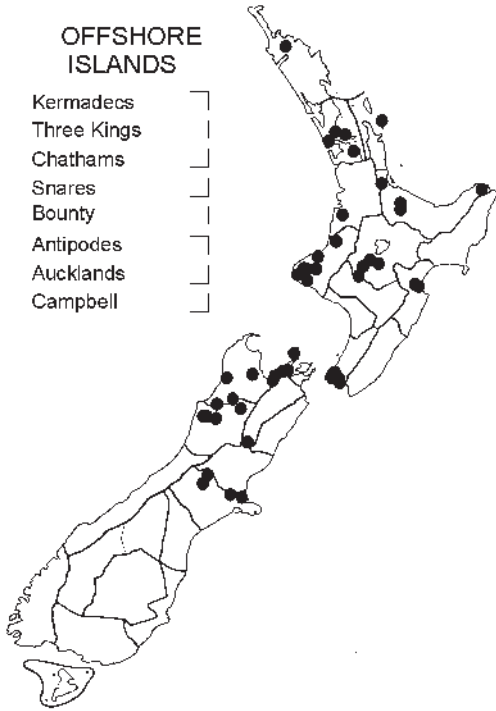 OFFSHORE
ISLANDS
Kermadecs
Three Kings
Chathams
Snares
Bounty
Antipodes
Aucklands
Campbell